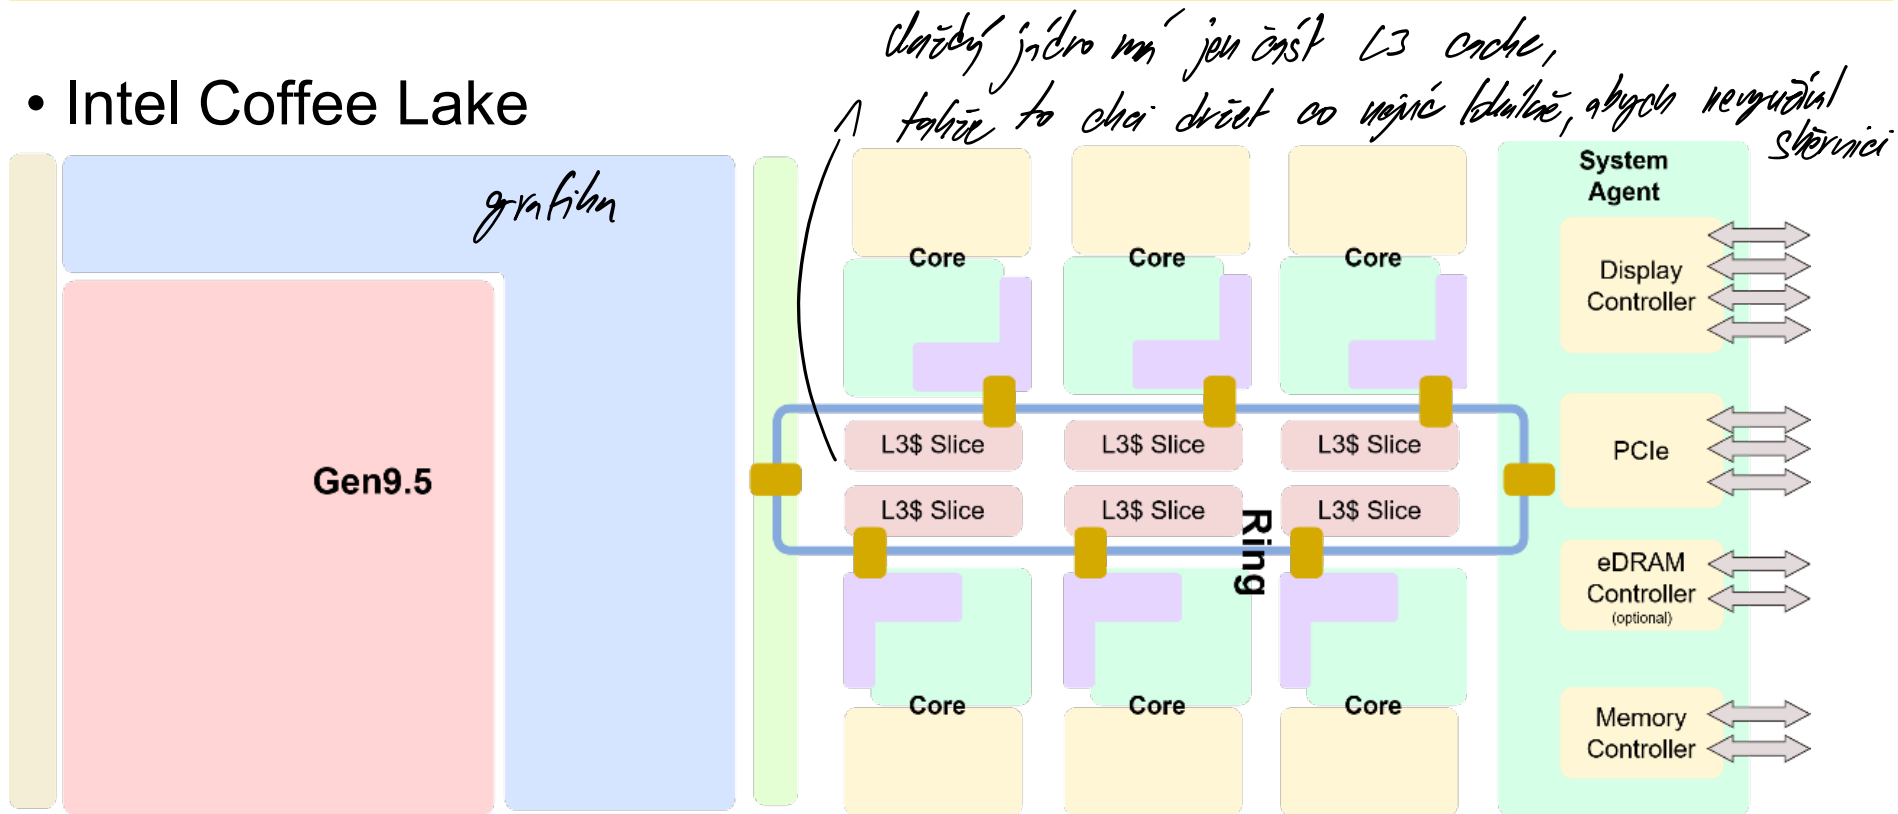 každý jádro má jen část L3 cache,
takže to chci držet co nejvíc lokálně, abych nevyužíval
sběrnici
• Intel Coffee Lake
grafika
System
Agent
Core
Core
Core
Display
Controller
L3$ Slice
L3$ Slice
L3$ Slice
PCIe
Gen9.5
L3$ Slice
L3$ Slice
L3$ Slice
Ring
eDRAM
Controller
(optional)
Core
Core
Core
Memory
Controller